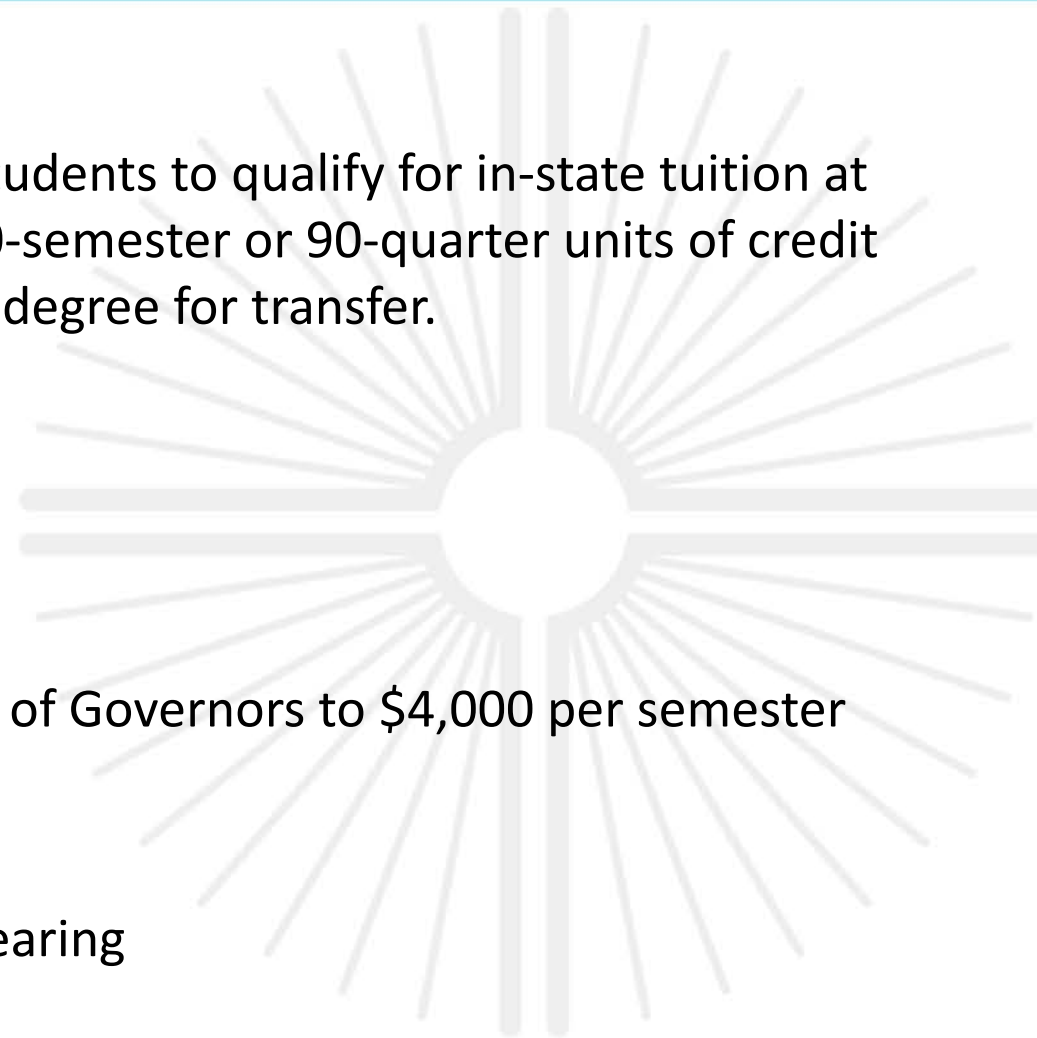 udents to qualify for in-state tuition at
-semester or 90-quarter units of credit
degree for transfer.
of Governors to $4,000 per semester
earing